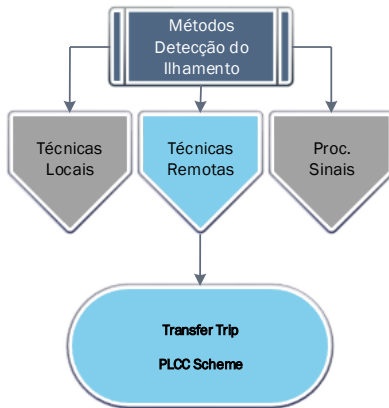 Métodos
Detecção do
Ilhamento
Técnicas
Locais
Técnicas
Remotas
Proc.
Sinais
Transfer Trip
PLCC Scheme